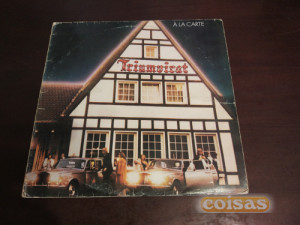 À LA CARTE
Triumvirat
coisas